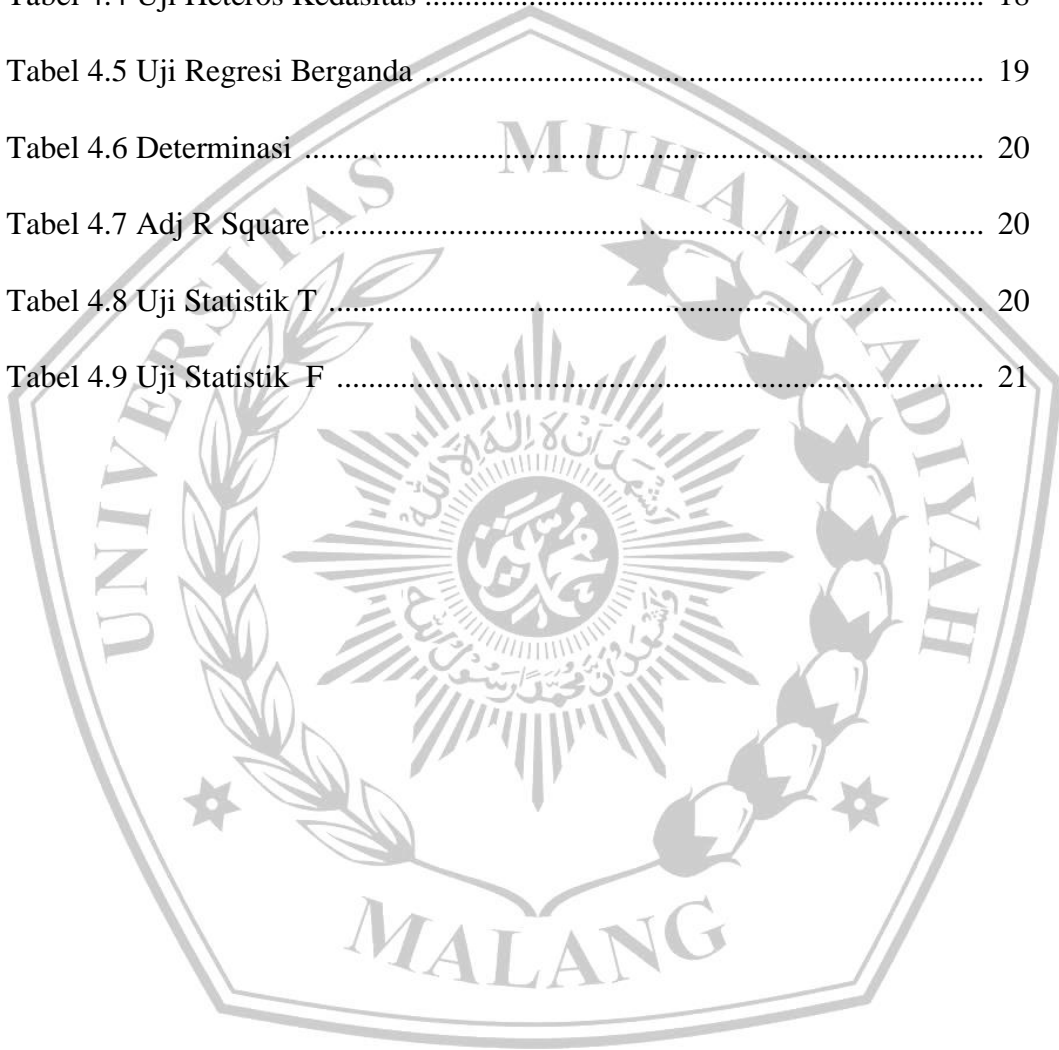 Tabel 4.4 Uji Heteros Kedasitas ...................................................................... 18
Tabel 4.5 Uji Regresi Berganda ...................................................................... 19
Tabel 4.6 Determinasi ..................................................................................... 20
Tabel 4.7 Adj R Square ................................................................................... 20
Tabel 4.8 Uji Statistik T .................................................................................. 20
Tabel 4.9 Uji Statistik  F ................................................................................. 21
UNIVERSITAS MUHAMMADIYAH
MALANG